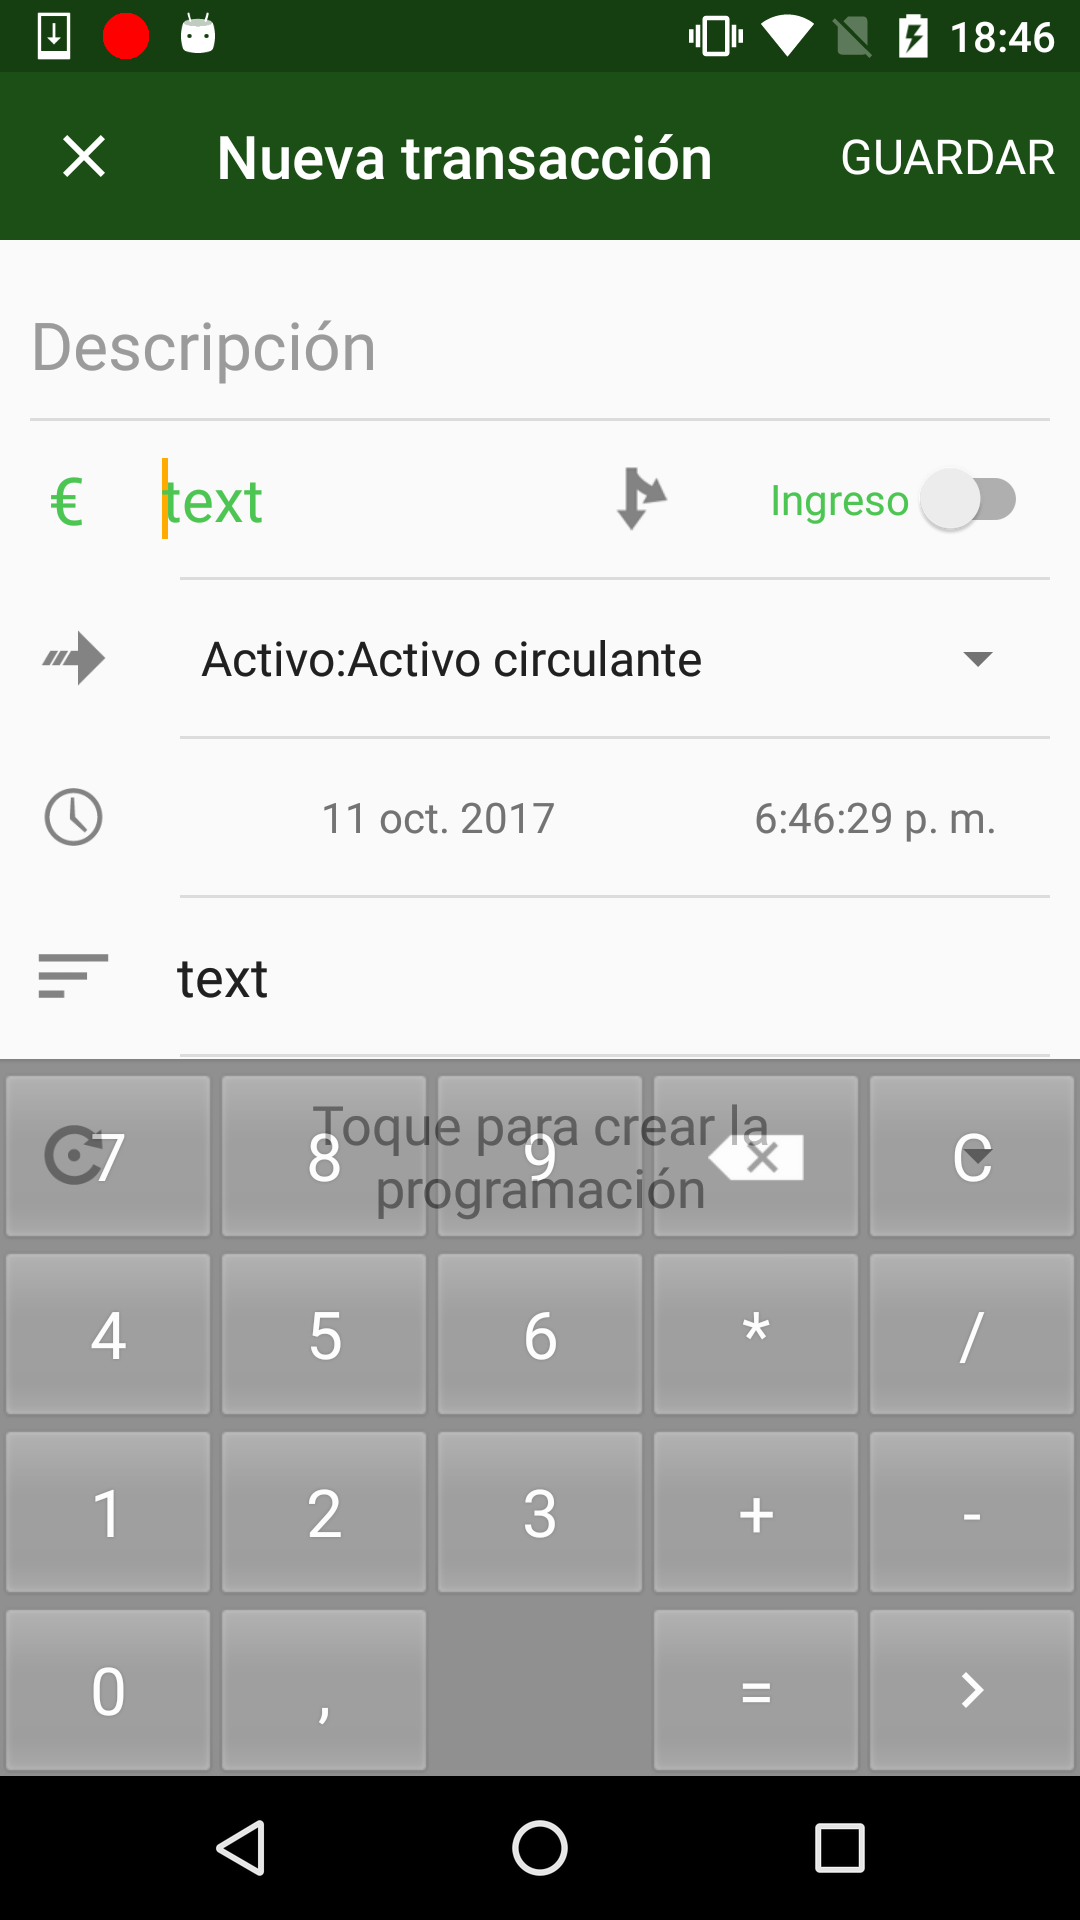 18:46
Nueva transacción GUARDAR
Descripción
€ text Ingreso
Activo:Activo circulante
11 oct. 2017 6:46:29 p. m.
text
Toque para crear la
programación
7 8 9 C
4 5 6 * /
1 2 3 + -
0 , = >